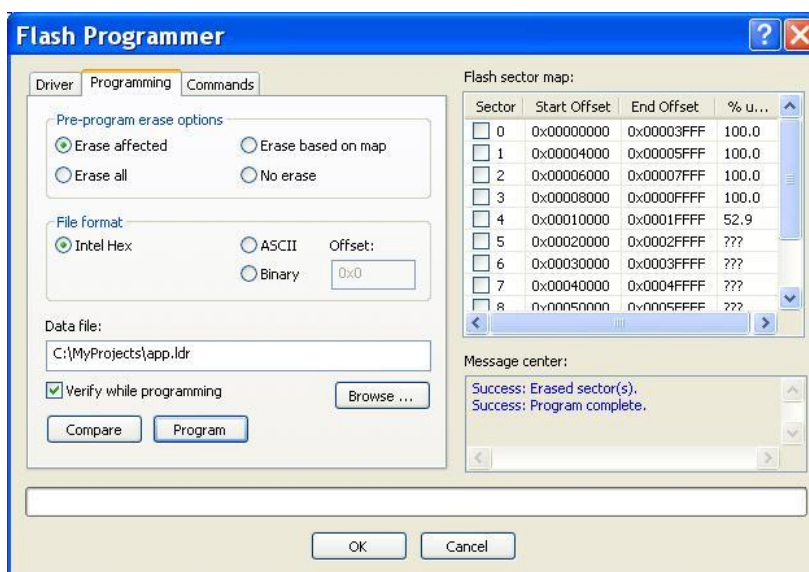 Flash Programmer
Driver Programming Commands
Pre-program erase options
Erase affected Erase based on map
Erase all No erase
File format
Intel Hex ASCII Offset:
Binary 0x0
Data file:
C:\MyProjects\app.ldr
Verify while programming
Browse ...
Compare Program
Flash sector map:
Sector Start Offset End Offset % u...
0 0x00000000 0x00003FFF 100.0
1 0x00004000 0x00005FFF 100.0
2 0x00006000 0x00007FFF 100.0
3 0x00008000 0x0000FFFF 100.0
4 0x00010000 0x0001FFFF 52.9
5 0x00020000 0x0002FFFF ???
6 0x00030000 0x0003FFFF ???
7 0x00040000 0x0004FFFF ???
8 0x00050000 0x0005FFFF ???
Message center:
Success: Erased sector(s).
Success: Program complete.
OK Cancel